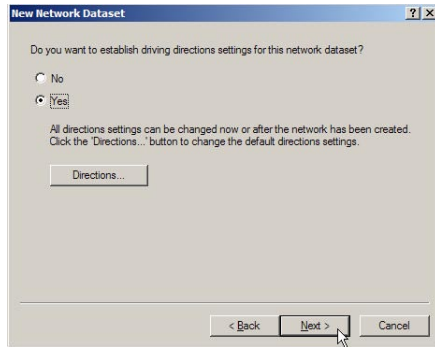 New Network Dataset
Do you want to establish driving directions settings for this network dataset?
No
Yes
All directions settings can be changed now or after the network has been created.
Click the 'Directions...' button to change the default directions settings.
Directions...
< Back Next > Cancel